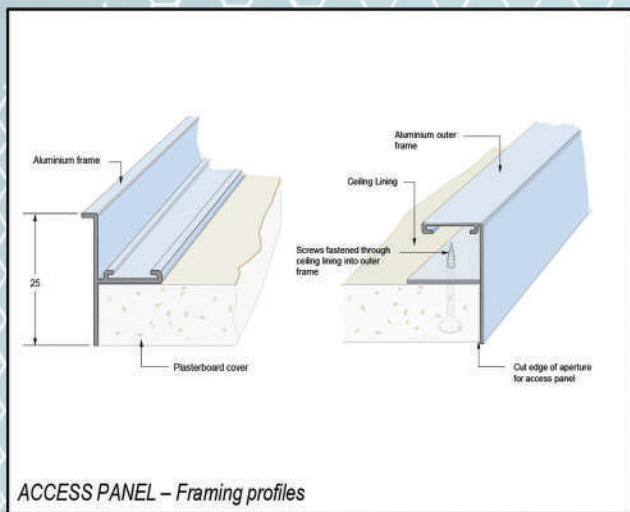 Aluminium frame
25
Plasterboard cover
Aluminium outer
frame
Ceiling Lining
Screws fastened through
ceiling lining into outer
frame
Cut edge of aperture
for access panel
ACCESS PANEL – Framing profiles